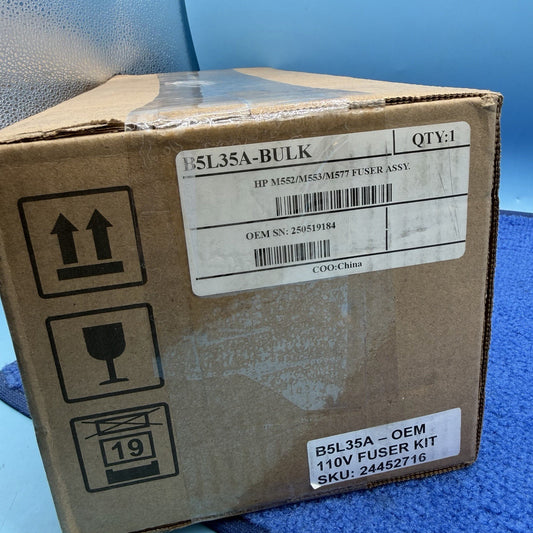 B5L35A-BULK
QTY:1
HP M552/M553/M577 FUSER ASSY.
OEM SN: 250519184
COO:China
19
B5L35A – OEM
110V FUSER KIT
SKU: 24452716